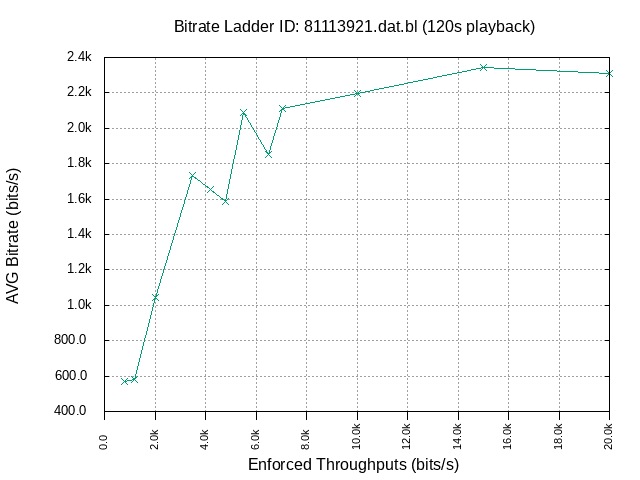 Bitrate Ladder ID: 81113921.dat.bl (120s playback)
2.4k
2.2k
2.0k
1.8k
1.6k
1.4k
1.2k
1.0k
800.0
600.0
400.0
AVG Bitrate (bits/s)
0.0 2.0k 4.0k 6.0k 8.0k 10.0k 12.0k 14.0k 16.0k 18.0k 20.0k
Enforced Throughputs (bits/s)